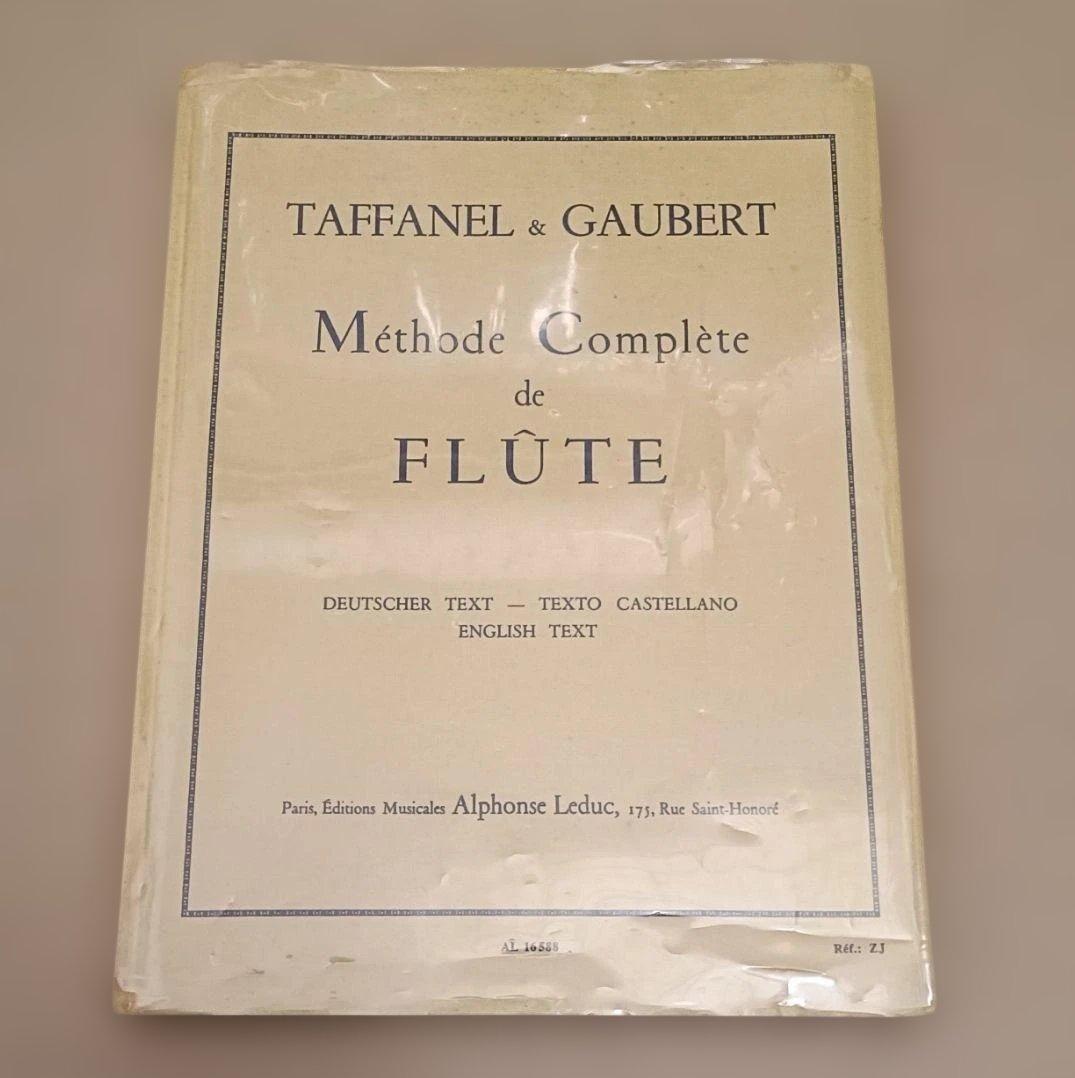 TAFFANEL & GAUBERT
Méthode Complète
de
FLÛTE
DEUTSCHER TEXT — TEXTO CASTELLANO
ENGLISH TEXT
Paris, Éditions Musicales Alphonse Leduc, 175, Rue Saint-Honoré
AL 16588
Réf.: ZJ